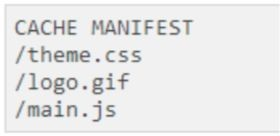 CACHE MANIFEST
/theme.css
/logo.gif
/main.js